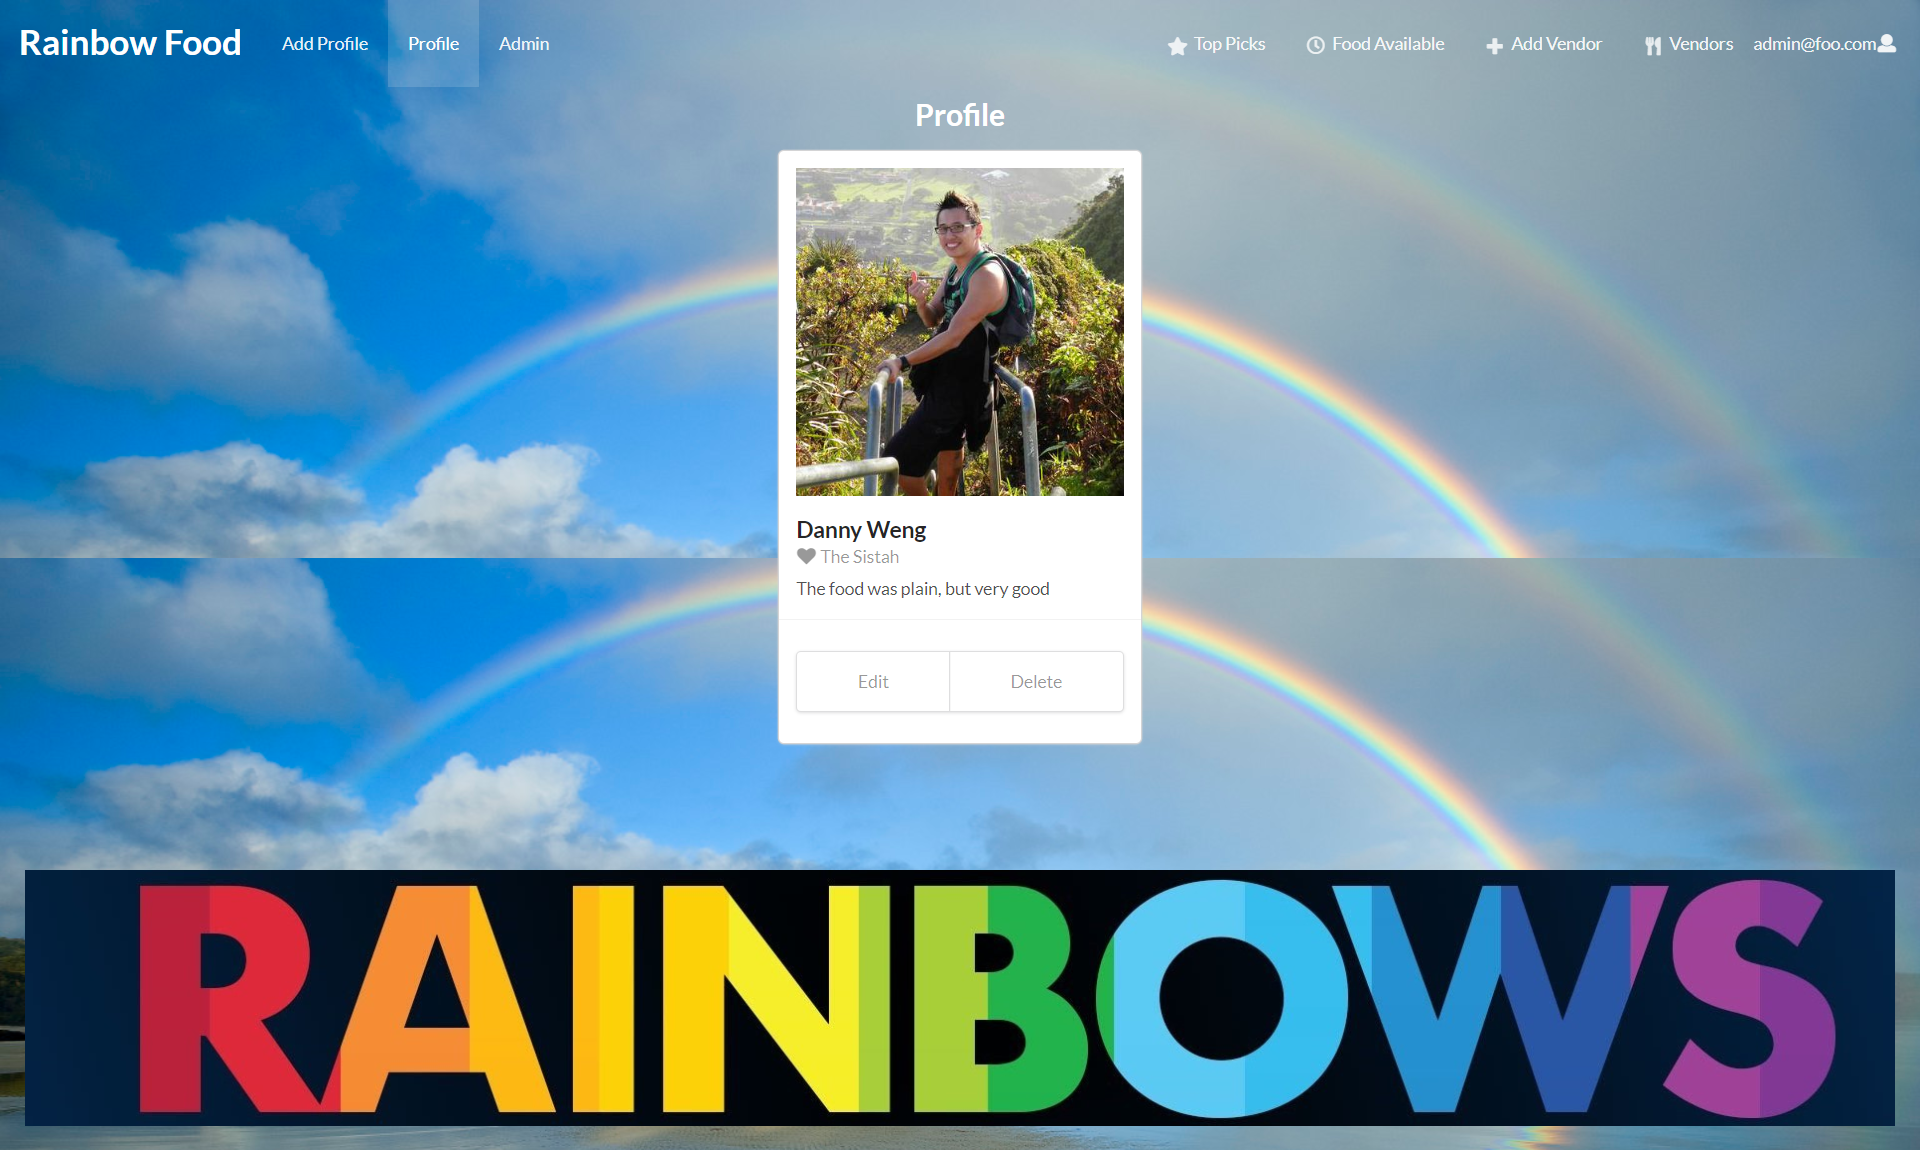 Rainbow Food Add Profile Profile Admin Top Picks Food Available Add Vendor Vendors admin@foo.com
Profile
Danny Weng
The Sistah
The food was plain, but very good
Edit Delete
RAINBOWS